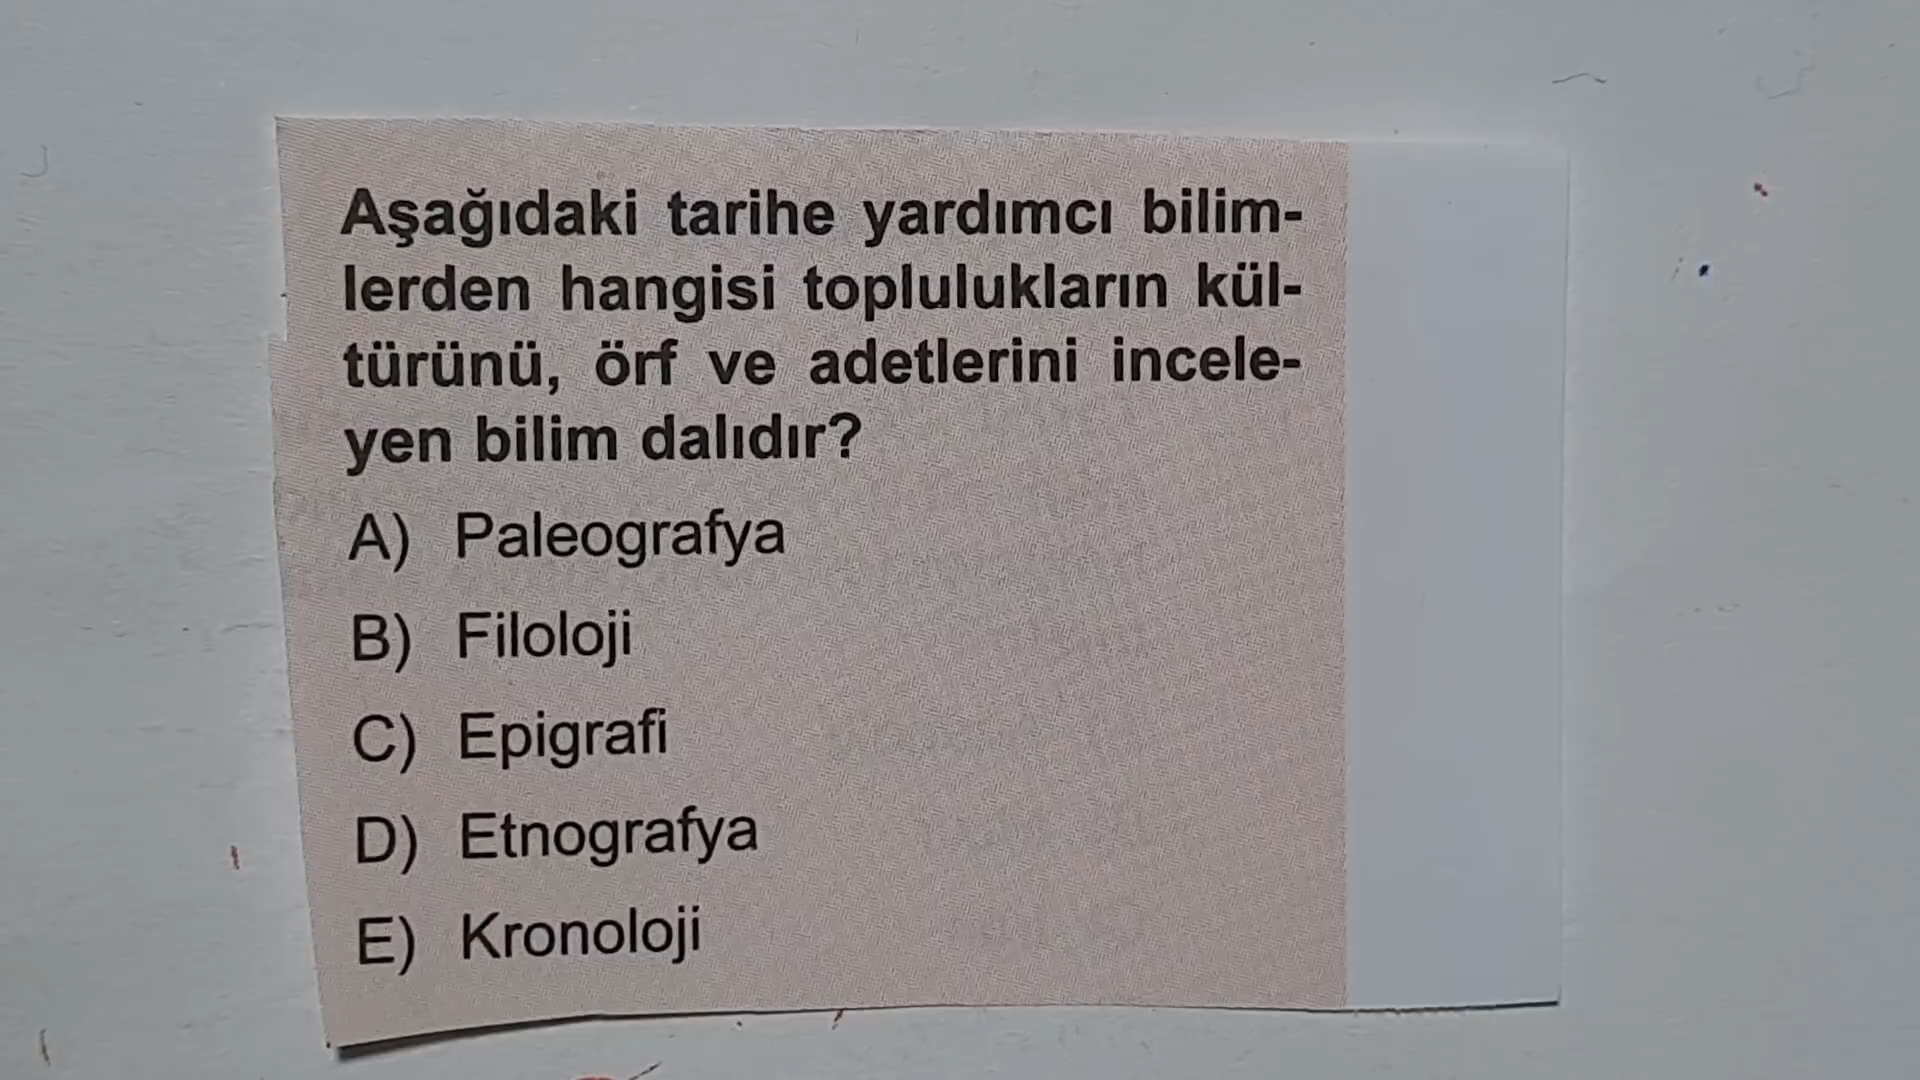 Aşağıdaki tarihe yardımcı bilim-
lerden hangisi toplulukların kül-
türünü, örf ve adetlerini incele-
yen bilim dalıdır?
A) Paleografya
B) Filoloji
C) Epigrafi
D) Etnografya
E) Kronoloji